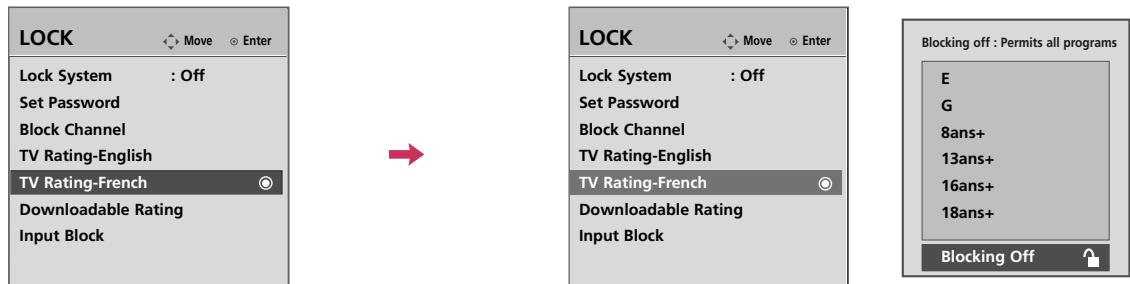 LOCK
Move Enter
Lock System : Off
Set Password
Block Channel
TV Rating-English
TV Rating-French
Downloadable Rating
Input Block
LOCK
Move Enter
Lock System : Off
Set Password
Block Channel
TV Rating-English
TV Rating-French
Downloadable Rating
Input Block
Blocking off : Permits all programs
E
G
8ans+
13ans+
16ans+
18ans+
Blocking Off